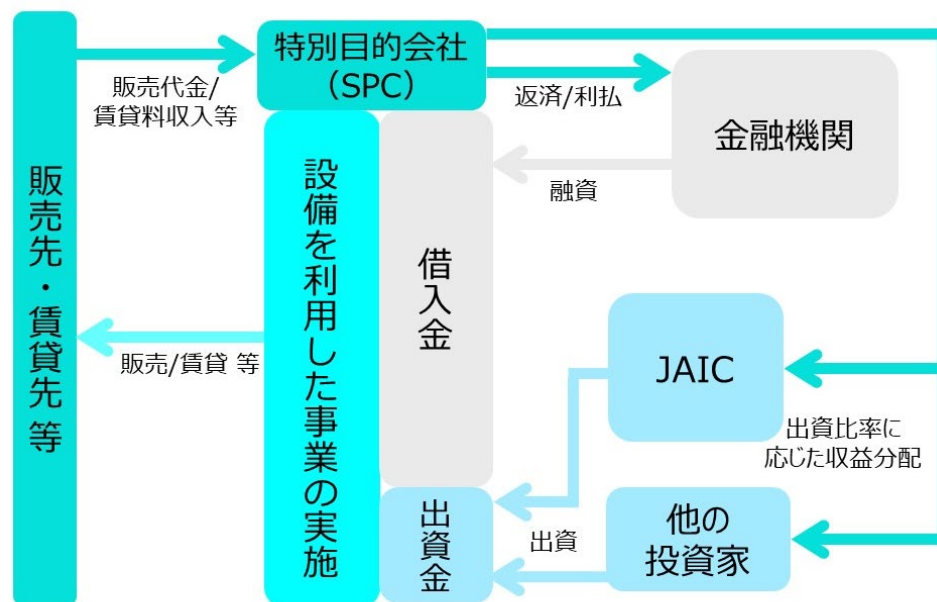 販売先・賃貸先 等
販売代金/
賃貸料収入等
特別目的会社
（SPC）
返済/利払
金融機関
融資
設備を利用した事業の実施
借入金
販売/賃貸 等
JAIC
出資比率に
応じた収益分配
出資金
出資
他の
投資家